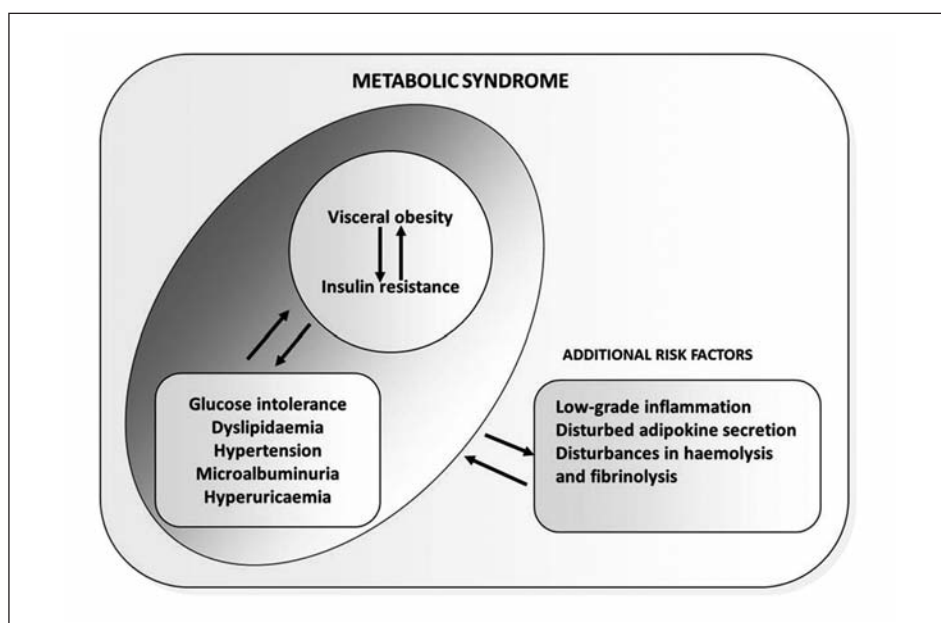 METABOLIC SYNDROME
Visceral obesity
Insulin resistance
Glucose intolerance
Dyslipidaemia
Hypertension
Microalbuminuria
Hyperuricaemia
ADDITIONAL RISK FACTORS
Low-grade inflammation
Disturbed adipokine secretion
Disturbances in haemolysis
and fibrinolysis